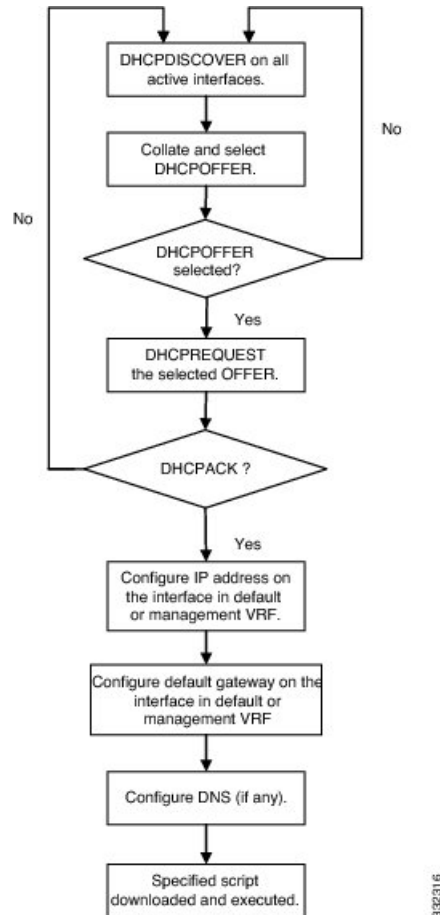 DHCPDISCOVER on all
active interfaces.
No
Collate and select
DHCPOFFER.
No
DHCPOFFER
selected?
Yes
DHCPREQUEST
the selected OFFER.
DHCPACK ?
Yes
Configure IP address on
the interface in default
or management VRF.
Configure default gateway on the
interface in default or
management VRF
Configure DNS (if any).
Specified script
downloaded and executed.
332316